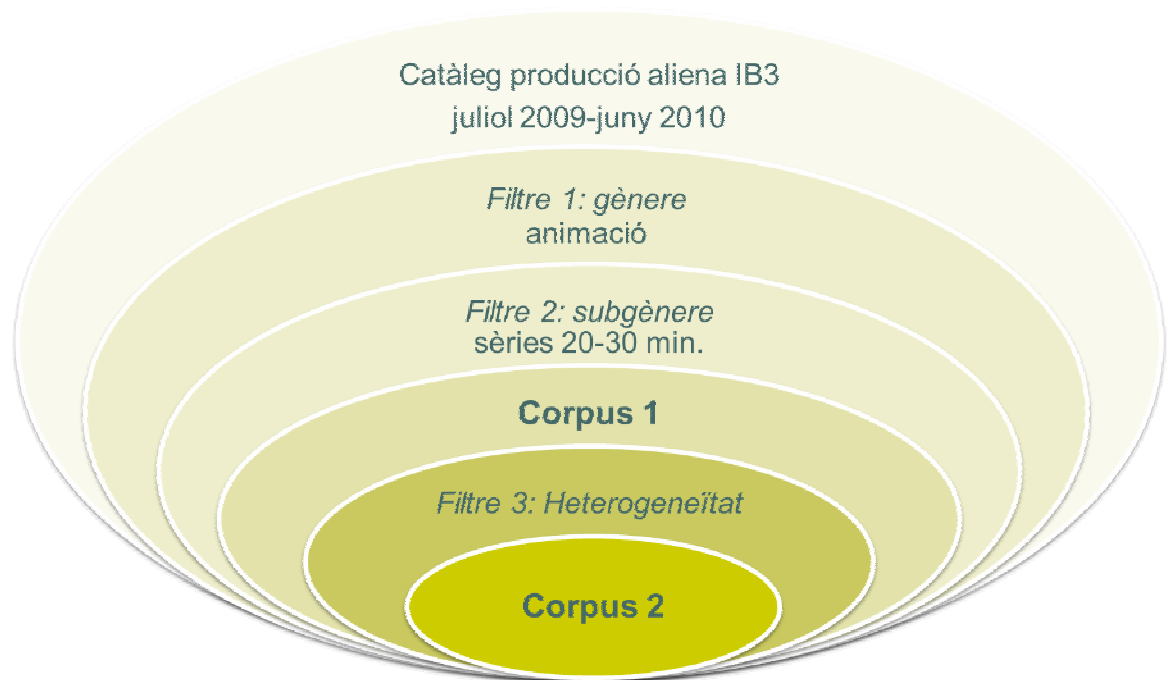 Catàleg producció aliena IB3
juliol 2009-juny 2010
Filtre 1: gènere
animació
Filtre 2: subgènere
sèries 20-30 min.
Corpus 1
Filtre 3: Heterogeneïtat
Corpus 2